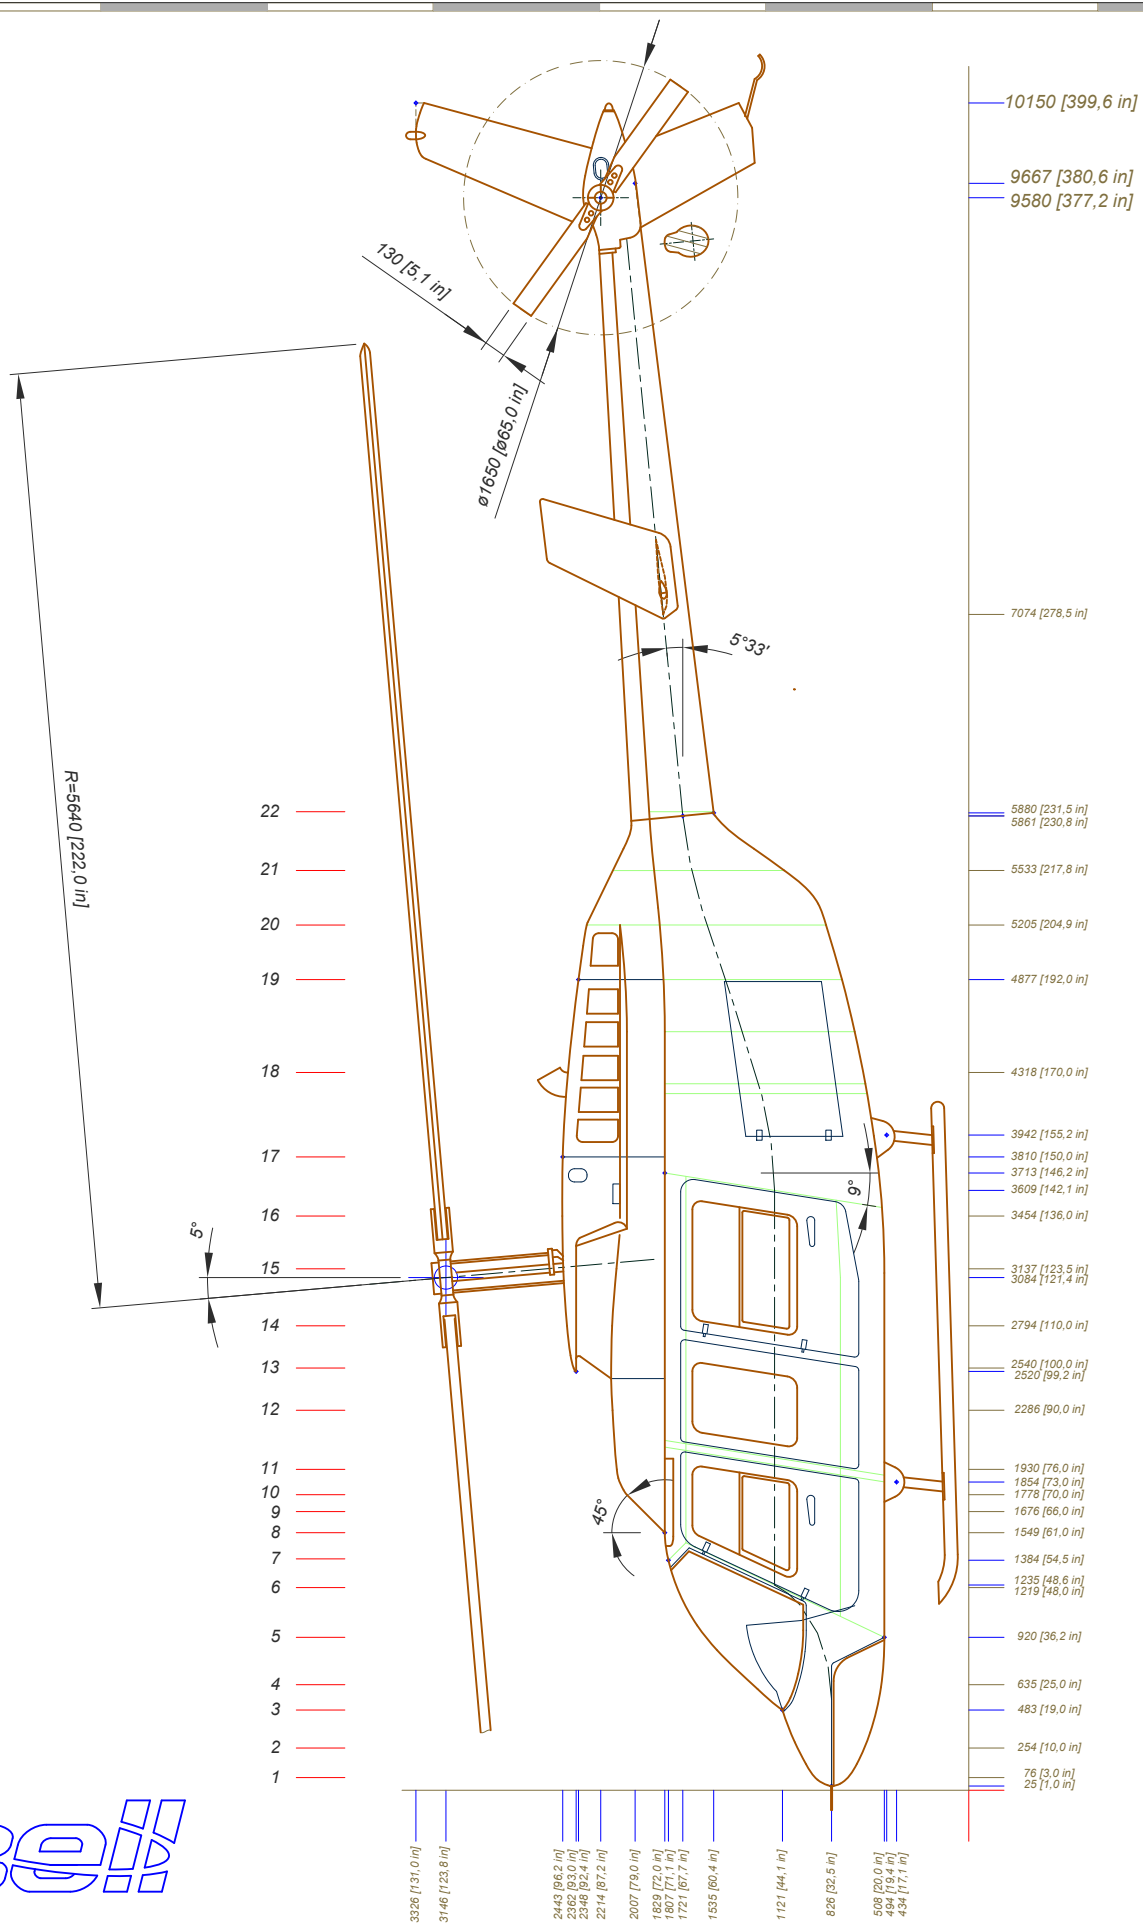 10150 [399,6 in]
9667 [380,6 in]
9580 [377,2 in]
130 [5,1 in]
ø1650 [ø65,0 in]
7074 [278,5 in]
5°33'
R=5640 [222,0 in]
22
5880 [231,5 in]
5861 [230,8 in]
21
5533 [217,8 in]
20
5205 [204,9 in]
19
4877 [192,0 in]
18
4318 [170,0 in]
3942 [155,2 in]
17
3810 [150,0 in]
3713 [146,2 in]
9°
3609 [142,1 in]
16
3454 [136,0 in]
5°
15
3137 [123,5 in]
3084 [121,4 in]
14
2794 [110,0 in]
13
2540 [100,0 in]
2520 [99,2 in]
12
2286 [90,0 in]
11
1930 [76,0 in]
1854 [73,0 in]
10
1778 [70,0 in]
9
1676 [66,0 in]
45°
8
1549 [61,0 in]
7
1384 [54,5 in]
6
1235 [48,6 in]
1219 [48,0 in]
5
920 [36,2 in]
4
635 [25,0 in]
3
483 [19,0 in]
2
254 [10,0 in]
1
76 [3,0 in]
25 [1,0 in]
Bell
3326 [131,0 in]
3146 [123,8 in]
2443 [96,2 in]
2362 [93,0 in]
2348 [92,4 in]
2214 [87,2 in]
2007 [79,0 in]
1829 [72,0 in]
1807 [71,1 in]
1721 [67,7 in]
1535 [60,4 in]
1121 [44,1 in]
826 [32,5 in]
508 [20,0 in]
494 [19,4 in]
434 [17,1 in]